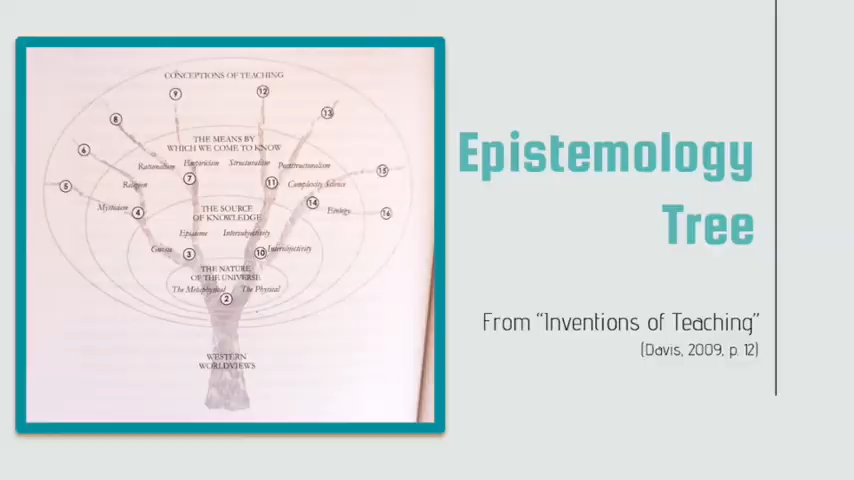 CONCEPTIONS OF TEACHING
9
12
8
13
THE MEANS BY
WHICH WE COME TO KNOW
6
Rationalism Empiricism Structuralism Poststructuralism
15
5
Religion
7
11
Complexity Science
Mysticism
4
THE SOURCE
OF KNOWLEDGE
14
Ecology
16
Episteme Intersubjectivity
Gnosis
3
10
Interobjectivity
THE NATURE
OF THE UNIVERSE
The Metaphysical The Physical
2
WESTERN
WORLDVIEWS
Epistemology
Tree
From “Inventions of Teaching”
(Davis, 2009, p. 12)